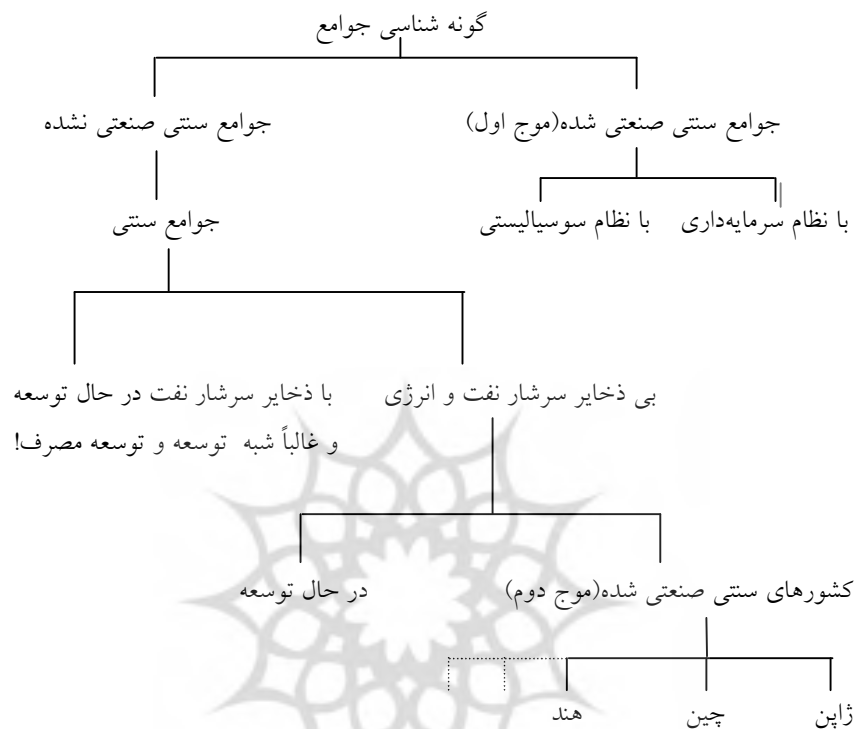 گونه شناسی جوامع
جوامع سنتی صنعتی شده(موج اول)
جوامع سنتی صنعتی نشده
با نظام سرمایه‌داری
با نظام سوسیالیستی
جوامع سنتی
بی ذخایر سرشار نفت و انرژی
با ذخایر سرشار نفت در حال توسعه
و غالباً شبه توسعه و توسعه مصرف!
کشورهای سنتی صنعتی شده(موج دوم)
در حال توسعه
ژاپن
چین
هند